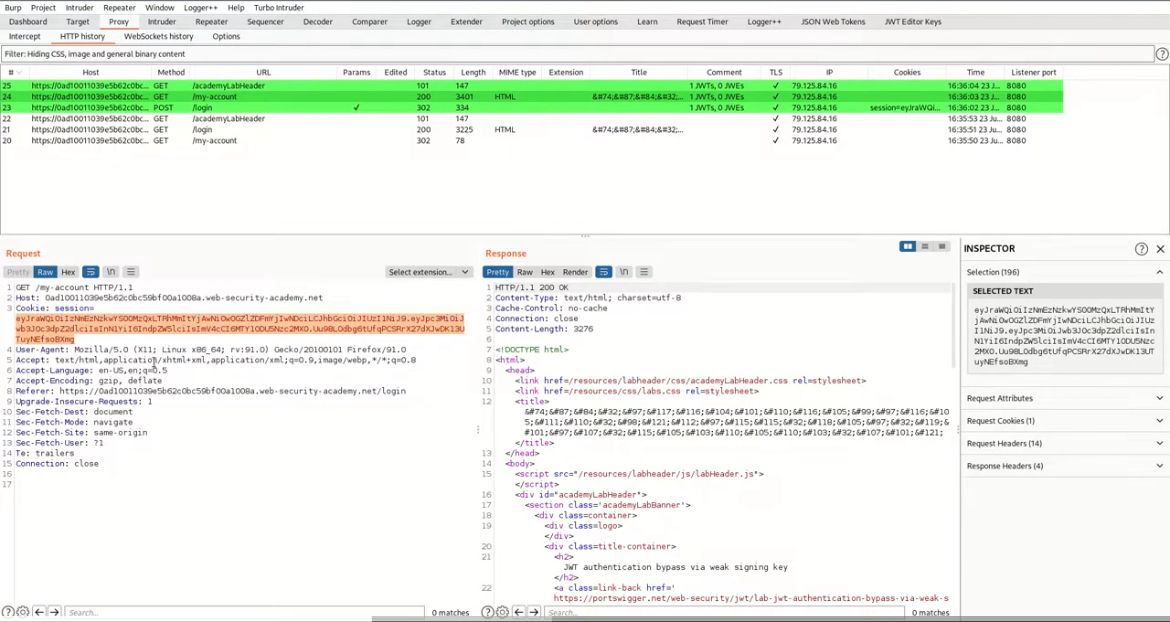 Burp Project Intruder Repeater Window Logger++ Help Turbo Intruder
Dashboard Target Proxy Intruder Repeater Sequencer Decoder Comparer Logger Extender Project options User options Learn Request Timer Logger++ JSON Web Tokens JWT Editor Keys
Intercept HTTP history WebSockets history Options
Filter: Hiding CSS, image and general binary content
# Host Method URL Params Edited Status Length MIME type Extension Title Comment TLS IP Cookies Time Listener port
25 https://0ad10011039e5b62c0bc... GET /academyLabHeader 101 147 1 JWTs, 0 JWEs ✓ 79.125.84.16 16:36:04 23 J... 8080
24 https://0ad10011039e5b62c0bc... GET /my-account 200 3401 HTML &#74;&#87;&#84;&#32;... 1 JWTs, 0 JWEs ✓ 79.125.84.16 16:36:03 23 J... 8080
23 https://0ad10011039e5b62c0bc... POST /login ✓ 302 334 1 JWTs, 0 JWEs ✓ 79.125.84.16 session=eyJraWQi... 16:36:02 23 J... 8080
22 https://0ad10011039e5b62c0bc... GET /academyLabHeader 101 147 ✓ 79.125.84.16 16:35:53 23 Ju... 8080
21 https://0ad10011039e5b62c0bc... GET /login 200 3225 HTML &#74;&#87;&#84;&#32;... ✓ 79.125.84.16 16:35:51 23 Ju... 8080
20 https://0ad10011039e5b62c0bc... GET /my-account 302 78 ✓ 79.125.84.16 16:35:50 23 Ju... 8080
Request
Pretty Raw Hex \n Select extension...
1 GET /my-account HTTP/1.1
2 Host: 0ad10011039e5b62c0bc59bf00a1008a.web-security-academy.net
3 Cookie: session=
4 User-Agent: Mozilla/5.0 (X11; Linux x86_64; rv:91.0) Gecko/20100101 Firefox/91.0
5 Accept: text/html,application/xhtml+xml,application/xml;q=0.9,image/webp,*/*;q=0.8
6 Accept-Language: en-US,en;q=0.5
7 Accept-Encoding: gzip, deflate
8 Referer: https://0ad10011039e5b62c0bc59bf00a1008a.web-security-academy.net/login
9 Upgrade-Insecure-Requests: 1
10 Sec-Fetch-Dest: document
11 Sec-Fetch-Mode: navigate
12 Sec-Fetch-Site: same-origin
13 Sec-Fetch-User: ?1
14 Te: trailers
15 Connection: close
16
17
Search... 0 matches
Response
Pretty Raw Hex Render \n
1 HTTP/1.1 200 OK
2 Content-Type: text/html; charset=utf-8
3 Cache-Control: no-cache
4 Connection: close
5 Content-Length: 3276
6
7 <!DOCTYPE html>
8 <html>
9 <head>
10 <link href=/resources/labheader/css/academyLabHeader.css rel=stylesheet>
11 <link href=/resources/css/labs.css rel=stylesheet>
12 <title>
&#74;&#87;&#84;&#32;&#97;&#117;&#116;&#104;&#101;&#110;&#116;&#105;&#99;&#97;&#116;&#10
5;&#111;&#110;&#32;&#98;&#121;&#112;&#97;&#115;&#115;&#32;&#118;&#105;&#97;&#32;&#119;&
#101;&#97;&#107;&#32;&#115;&#105;&#103;&#110;&#105;&#110;&#103;&#32;&#107;&#101;&#121;
</title>
13 </head>
14 <body>
15 <script src="/resources/labheader/js/labHeader.js">
</script>
16 <div id="academyLabHeader">
17 <section class='academyLabBanner'>
18 <div class=container>
19 <div class=logo>
</div>
20 <div class=title-container>
21 <h2>
JWT authentication bypass via weak signing key
</h2>
22 <a class=link-back href='
https://portswigger.net/web-security/jwt/lab-jwt-authentication-bypass-via-weak-s
Search... 0 matches
INSPECTOR
Selection (196)
SELECTED TEXT
Request Attributes
Request Cookies (1)
Request Headers (14)
Response Headers (4)